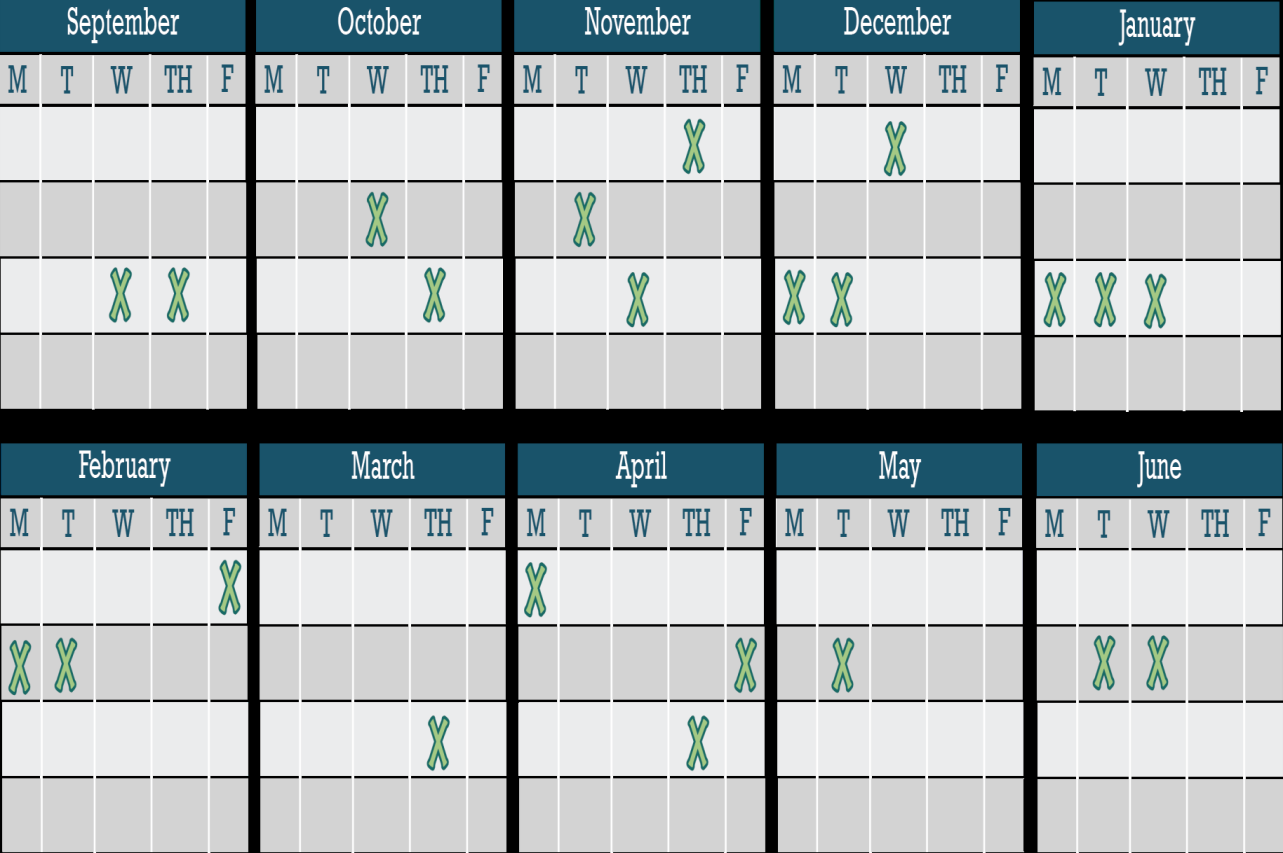 September October November December January
M T W TH F M T W TH F M T W TH F M T W TH F M T W TH F
X X
X X
X X X X X X X X X
February March April May June
M T W TH F M T W TH F M T W TH F M T W TH F M T W TH F
X X
X X X X X X
X X